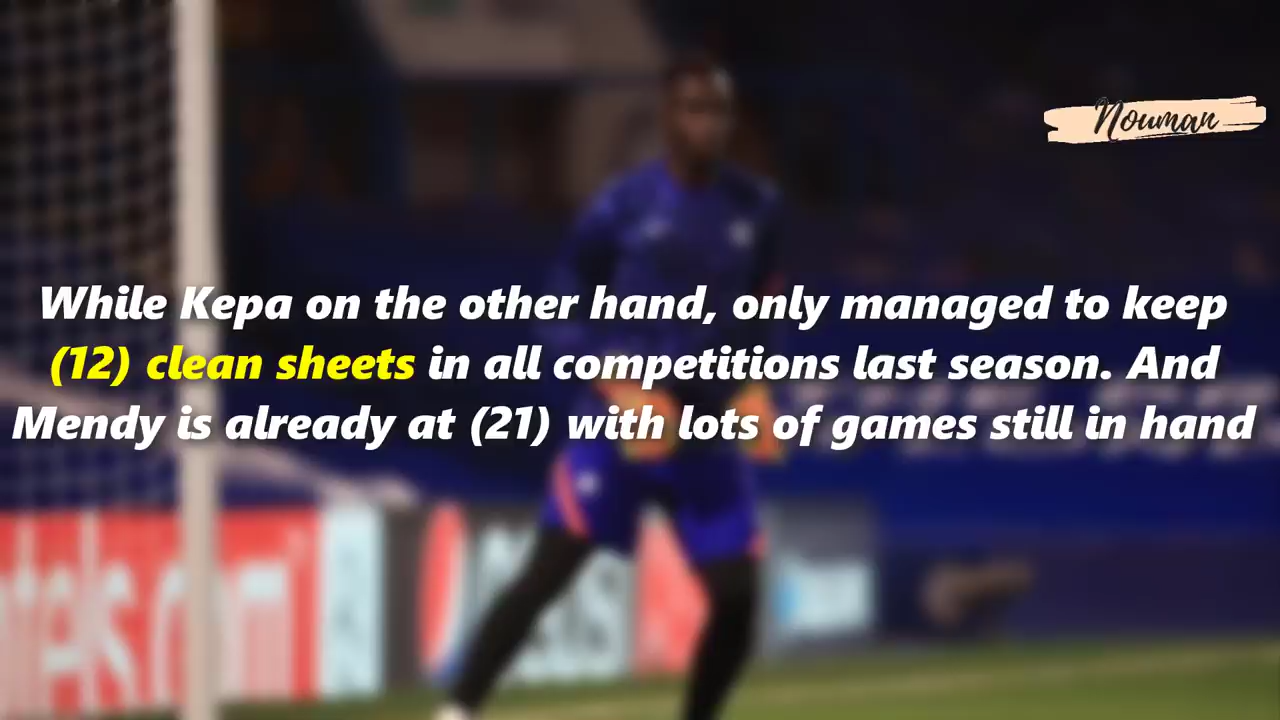 Nouman
While Kepa on the other hand, only managed to keep
(12) clean sheets in all competitions last season. And
Mendy is already at (21) with lots of games still in hand